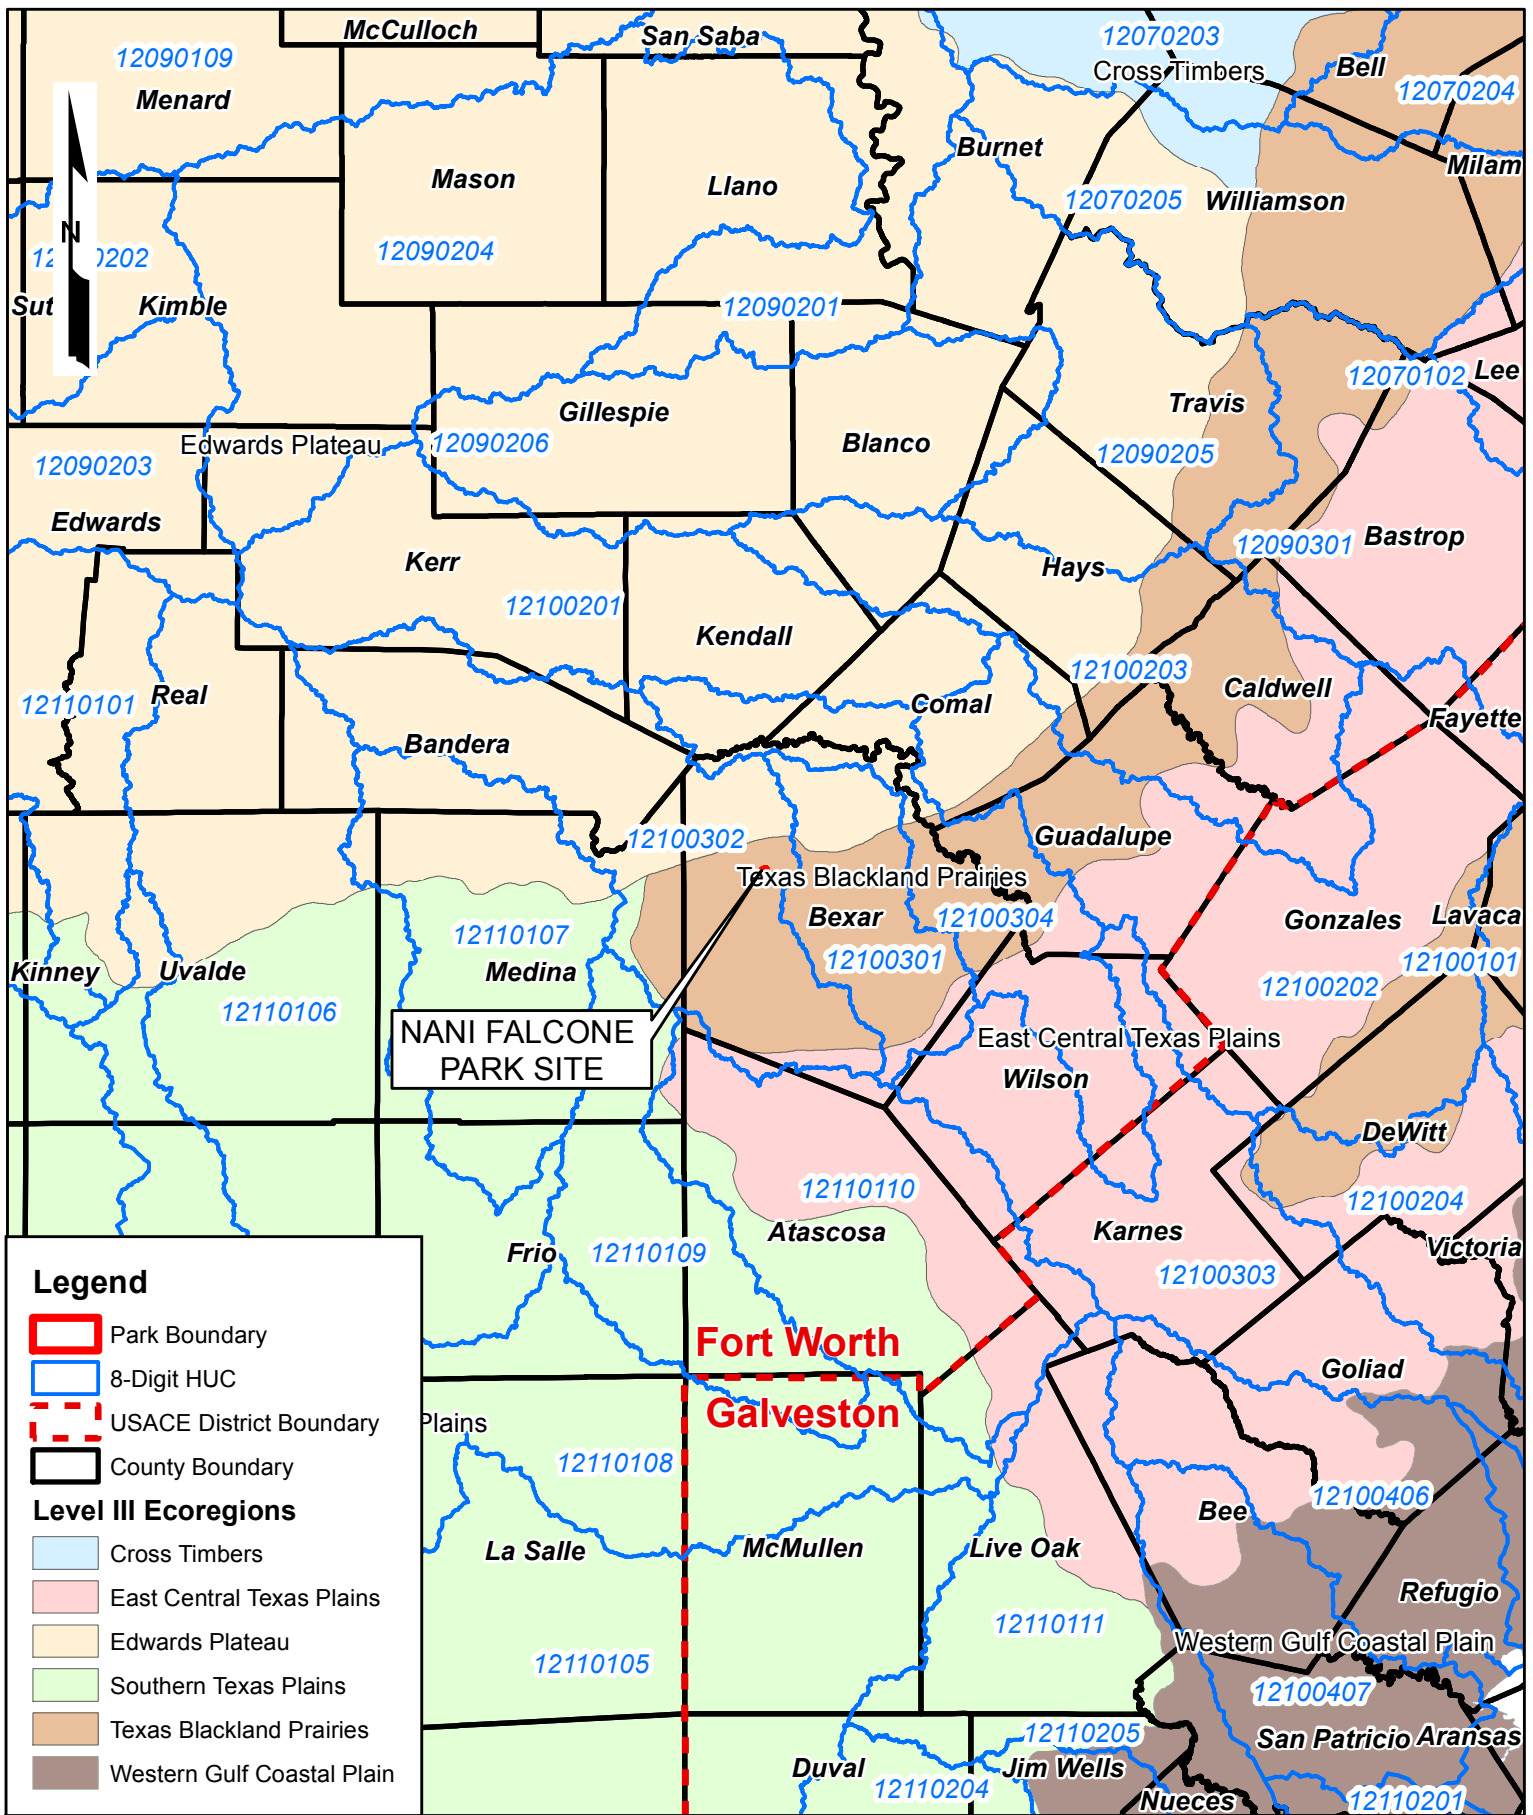 McCulloch
San Saba
12070203
12090109
Cross Timbers
Bell
Menard
12070204
Burnet
Milam
Mason
Llano
12070205
Williamson
N
12090204
Kimble
12090201
12070102
Lee
Gillespie
Travis
Edwards Plateau
12090206
Blanco
12090205
12090203
Edwards
12090301
Bastrop
Kerr
Hays
12100201
Kendall
12100203
Caldwell
12110101
Real
Comal
Fayette
Bandera
12100302
Guadalupe
Texas Blackland Prairies
Bexar
12100304
Gonzales
Lavaca
12110107
12100301
12100101
Kinney
Uvalde
Medina
12100202
12110106
NANI FALCONE
PARK SITE
East Central Texas Plains
Wilson
DeWitt
12110110
12100204
Atascosa
Karnes
Victoria
Frio
12110109
12100303
Fort Worth
Goliad
Galveston
Plains
12110108
12100406
Bee
La Salle
McMullen
Live Oak
Refugio
12110111
Western Gulf Coastal Plain
12110105
12100407
12110205
San Patricio
Aransas
Duval
Jim Wells
12110204
Nueces
12110201
Legend
Park Boundary
8-Digit HUC
USACE District Boundary
County Boundary
Level III Ecoregions
Cross Timbers
East Central Texas Plains
Edwards Plateau
Southern Texas Plains
Texas Blackland Prairies
Western Gulf Coastal Plain